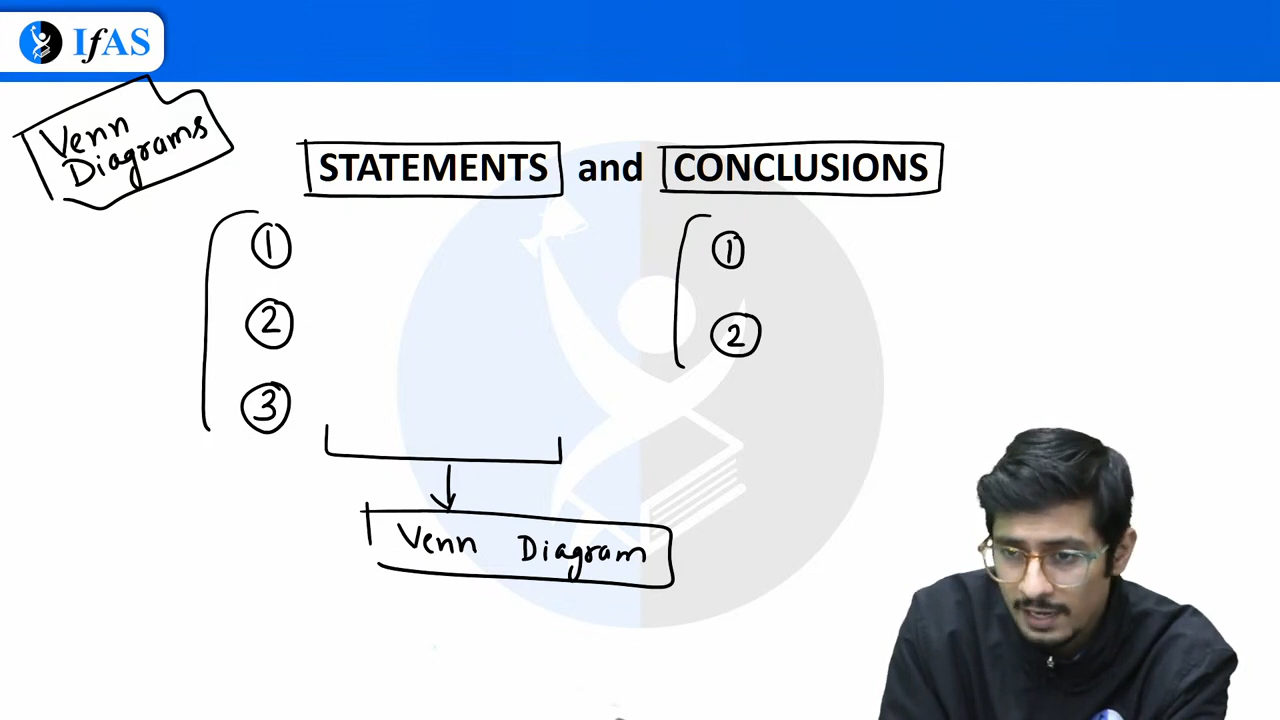 IfAS
Venn
Diagrams
STATEMENTS and CONCLUSIONS
1
2
3
1
2
Venn Diagram